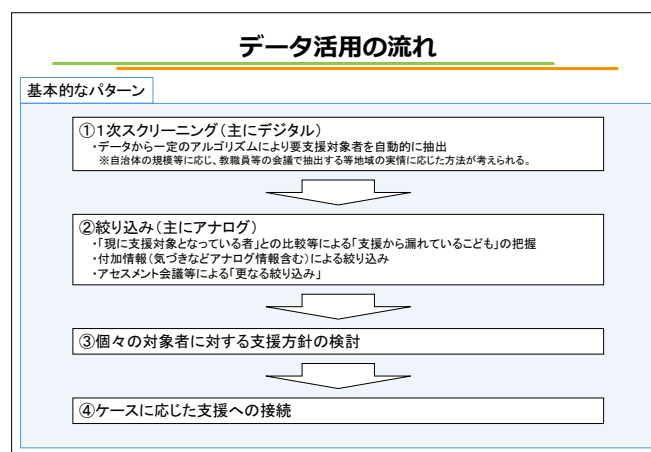 データ活用の流れ
基本的なパターン
①1次スクリーニング(主にデジタル)
・データから一定のアルゴリズムにより要支援対象者を自動的に抽出
※自治体の規模等に応じ、教職員等の会議で抽出する等地域の実情に応じた方法が考えられる。
②絞り込み(主にアナログ)
・「現に支援対象となっている者」との比較等による「支援から漏れているこども」の把握
・付加情報(気づきなどアナログ情報含む)による絞り込み
・アセスメント会議等による「更なる絞り込み」
③個々の対象者に対する支援方針の検討
④ケースに応じた支援への接続